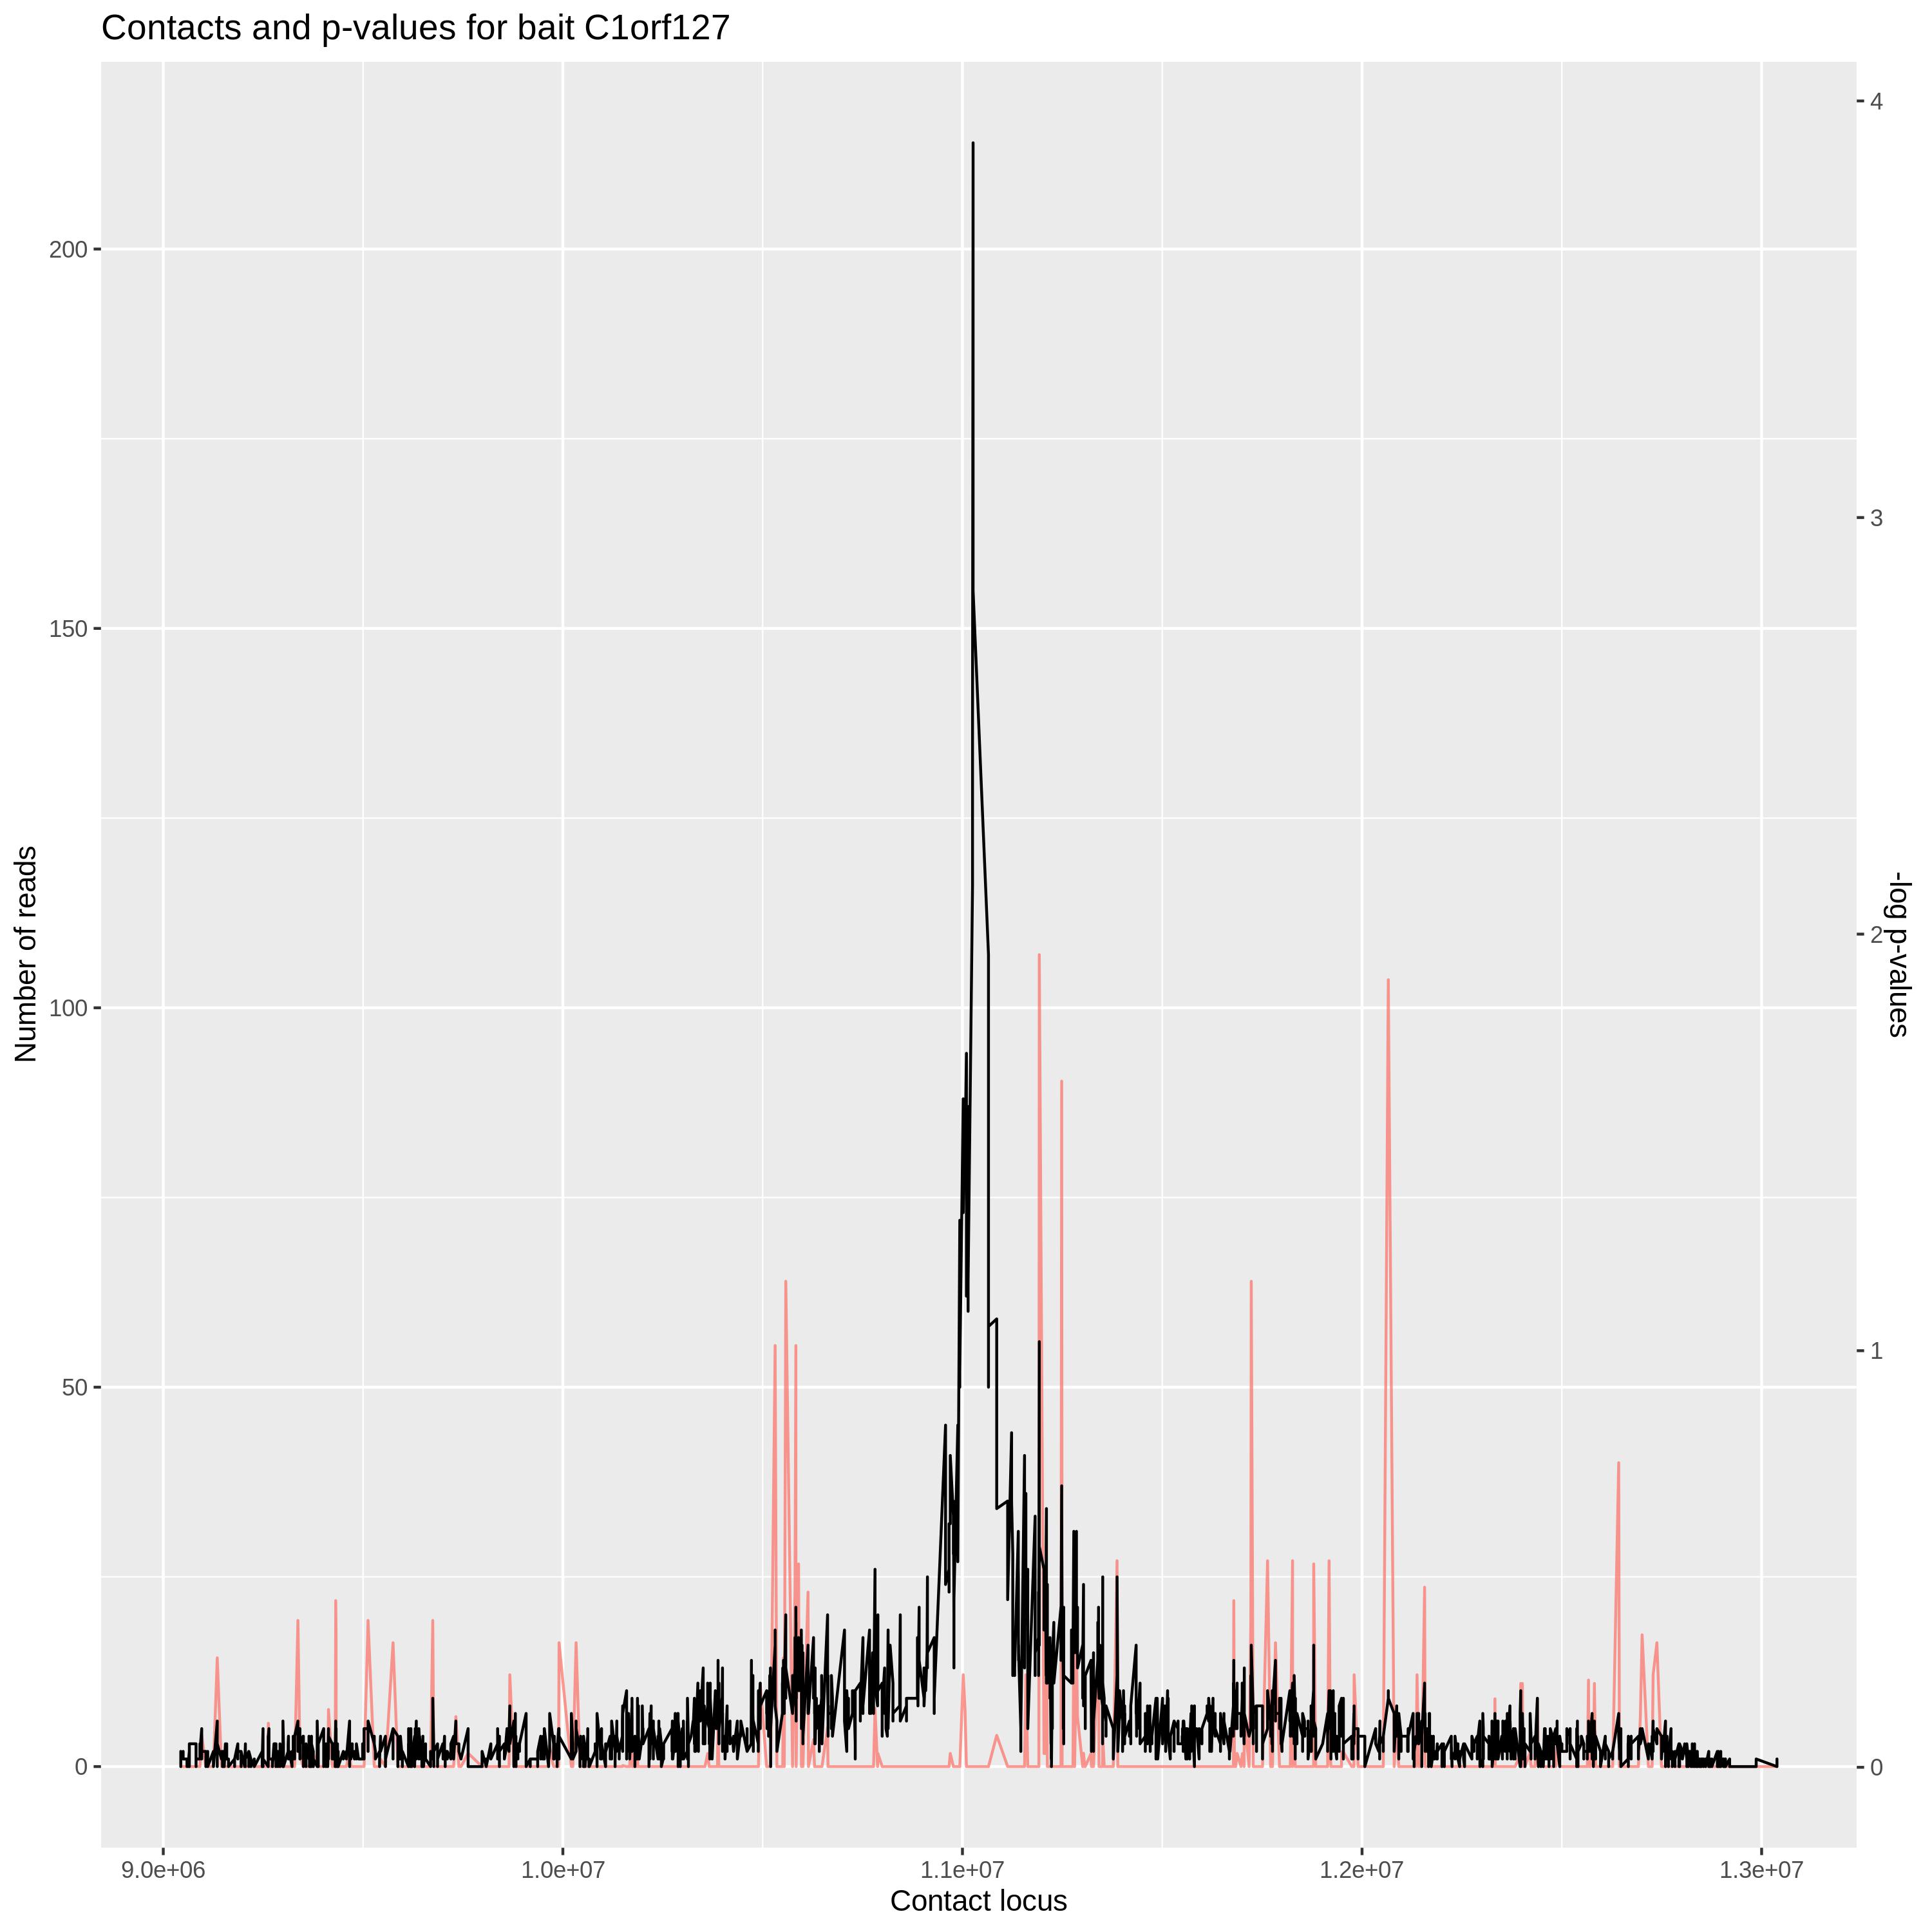 Contacts and p-values for bait C1orf127
Number of reads
200
150
100
50
0
4
3
2
1
0
-log p-values
9.0e+06 1.0e+07 1.1e+07 1.2e+07 1.3e+07
Contact locus